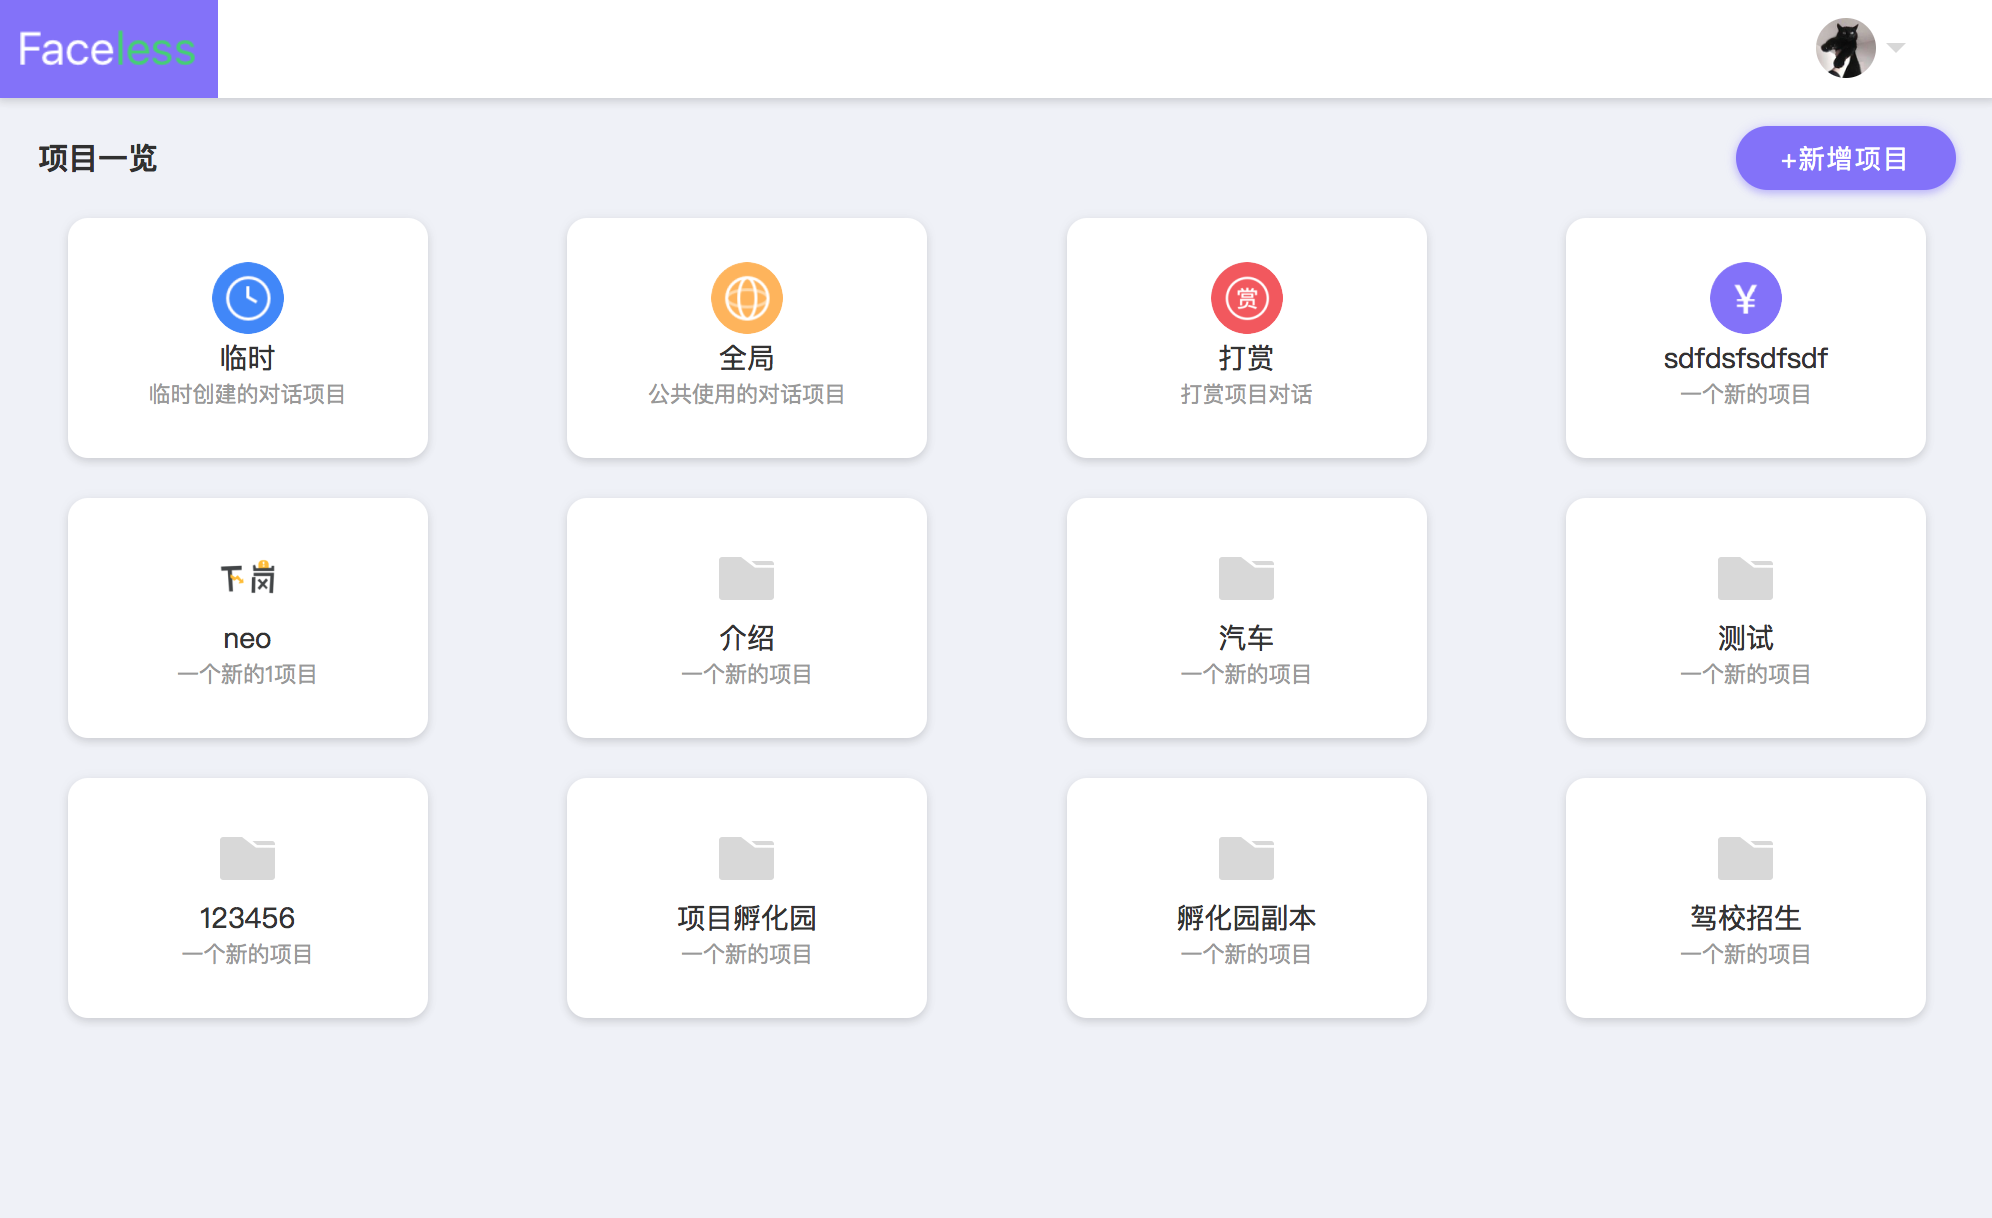 Faceless
项目一览
+新增项目
临时
临时创建的对话项目
全局
公共使用的对话项目
赏
打赏
打赏项目对话
¥
sdfdsfsdfsdf
一个新的项目
下岗
neo
一个新的1项目
介绍
一个新的项目
汽车
一个新的项目
测试
一个新的项目
123456
一个新的项目
项目孵化园
一个新的项目
孵化园副本
一个新的项目
驾校招生
一个新的项目